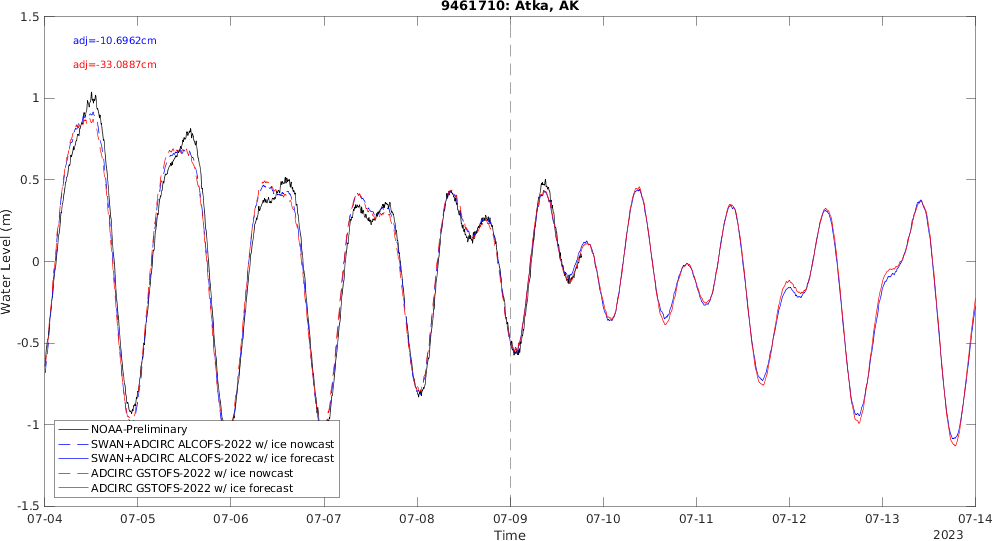 9461710: Atka, AK
adj=-10.6962cm
adj=-33.0887cm
Water Level (m)
1.5
1
0.5
0
-0.5
-1
-1.5
NOAA-Preliminary
SWAN+ADCIRC ALCOFS-2022 w/ ice nowcast
SWAN+ADCIRC ALCOFS-2022 w/ ice forecast
ADCIRC GSTOFS-2022 w/ ice nowcast
ADCIRC GSTOFS-2022 w/ ice forecast
07-04 07-05 07-06 07-07 07-08 07-09 07-10 07-11 07-12 07-13 07-14
Time
2023